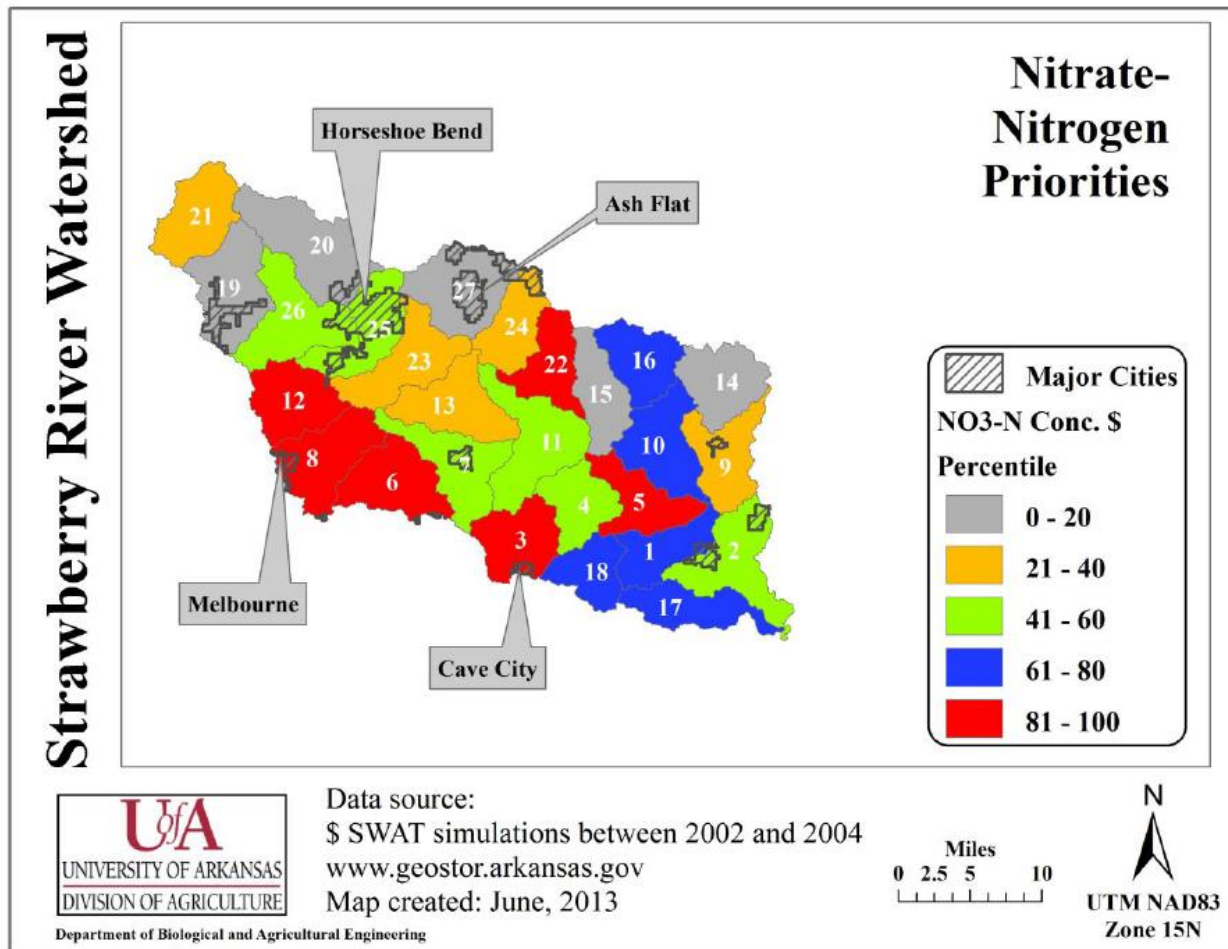 Strawberry River Watershed
Nitrate-
Nitrogen
Priorities
Horseshoe Bend
Ash Flat
21
20
19
27
26
25
24
23
22
16
14
15
12
13
11
10
9
8
7
6
5
4
3
2
1
18
17
Melbourne
Cave City
Major Cities
NO3-N Conc. $
Percentile
0 - 20
21 - 40
41 - 60
61 - 80
81 - 100
UofA
UNIVERSITY OF ARKANSAS
DIVISION OF AGRICULTURE
Department of Biological and Agricultural Engineering
Data source:
$ SWAT simulations between 2002 and 2004
www.geostor.arkansas.gov
Map created: June, 2013
Miles
0 2.5 5 10
N
UTM NAD83
Zone 15N